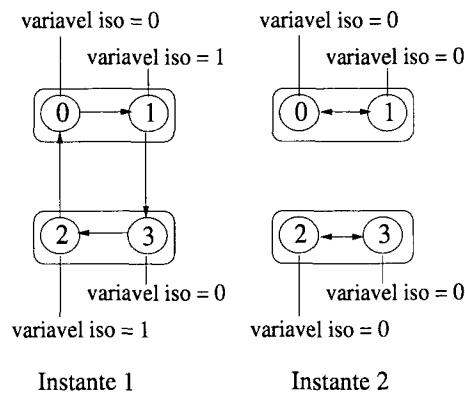 variavel iso = 0
variavel iso = 1
0 1
2 3
variavel iso = 0
variavel iso = 1
Instante 1
variavel iso = 0
variavel iso = 0
0 1
2 3
variavel iso = 0
variavel iso = 0
Instante 2